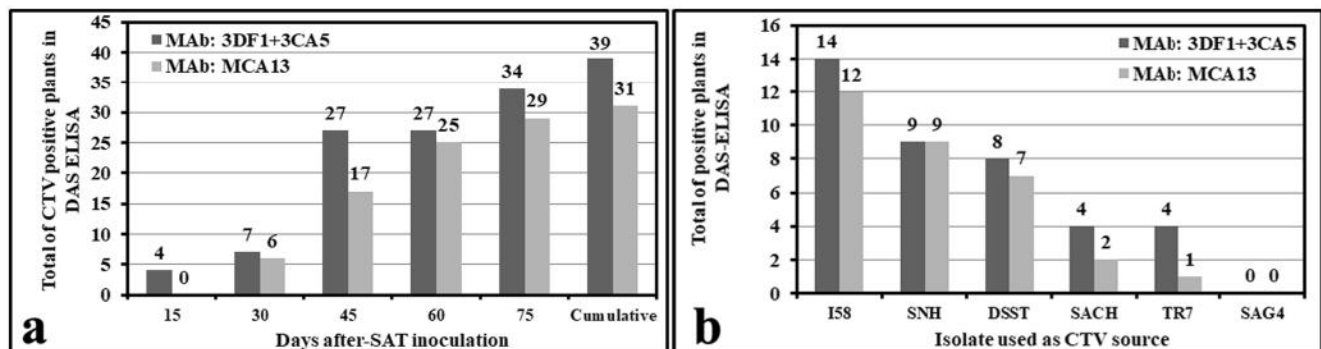 45
40
35
30
25
20
15
10
5
0
Total of CTV positive plants in
DAS ELISA
MAb: 3DF1+3CA5
MAb: MCA13
4 0
7 6
27 17
27 25
34 29
39 31
15 30 45 60 75 Cumulative
Days after-SAT inoculation
a
16
14
12
10
8
6
4
2
0
Total of positive plants in
DAS-ELISA
MAb: 3DF1+3CA5
MAb: MCA13
14 12
9 9
8 7
4 2
4 1
0 0
I58 SNH DSST SACH TR7 SAG4
Isolate used as CTV source
b